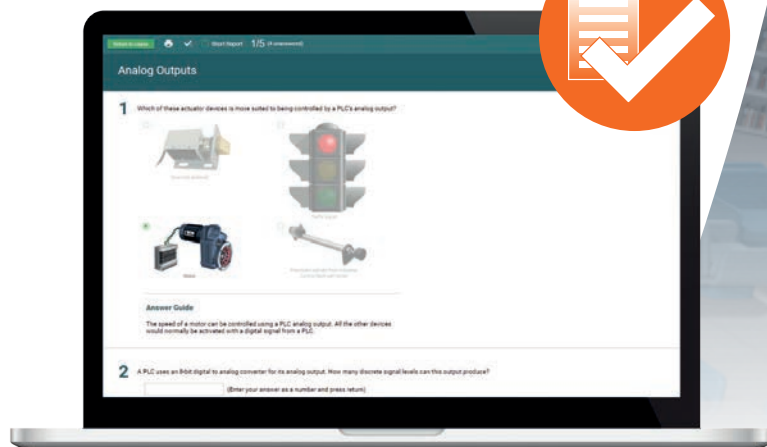 Start Report 1/5 (4 unanswered)
Analog Outputs
1 Which of these actuator devices is more suited to being controlled by a PLC's analog output?
Motor
Answer Guide
The speed of a motor can be controlled using a PLC analog output. All the other devices
would normally be activated with a digital signal from a PLC.
2 A PLC uses an 8-bit digital to analog converter for its analog output. How many discrete signal levels can this output produce?
(Enter your answer as a number and press return)